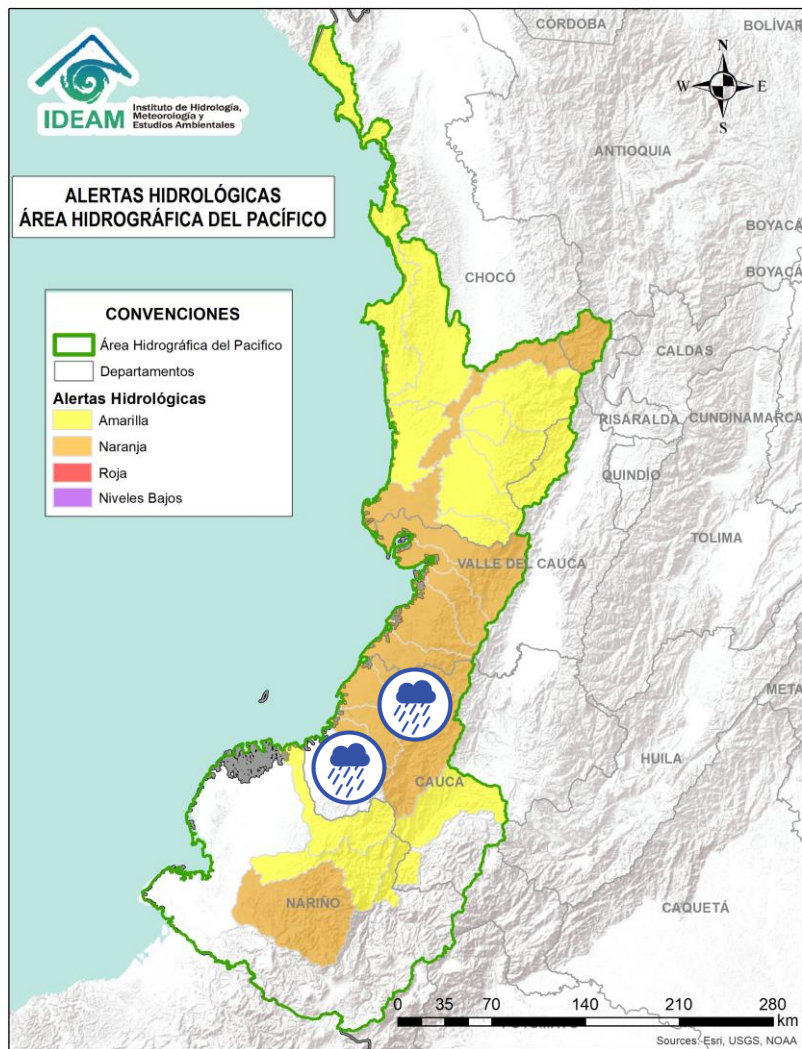 IDEAM
Instituto de Hidrología,
Meteorología y
Estudios Ambientales
ALERTAS HIDROLÓGICAS
ÁREA HIDROGRÁFICA DEL PACÍFICO
CONVENCIONES
Área Hidrográfica del Pacifico
Departamentos
Alertas Hidrológicas
Amarilla
Naranja
Roja
Niveles Bajos
N
W
E
S
CÓRDOBA
BOLÍVAR
ANTIOQUIA
BOYACÁ
BOYACÁ
CHOCÓ
CALDAS
RISARALDA
CUNDINAMARCA
QUINDÍO
TOLIMA
VALLE DEL CAUCA
META
HUILA
CAUCA
NARIÑO
CAQUETÁ
0 35 70 140 210 280
km
Sources: Esri, USGS, NOAA